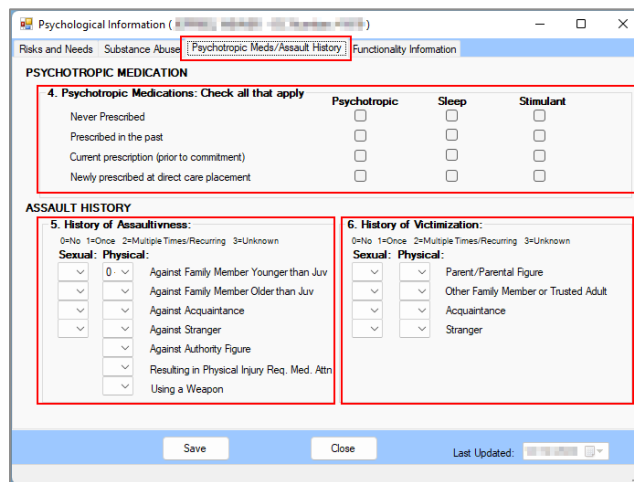 Psychological Information (
Risks and Needs Substance Abuse Psychotropic Meds/Assault History Functionality Information
PSYCHOTROPIC MEDICATION
4. Psychotropic Medications: Check all that apply
Psychotropic Sleep Stimulant
Never Prescribed
Prescribed in the past
Current prescription (prior to commitment)
Newly prescribed at direct care placement
ASSAULT HISTORY
5. History of Assaultivness:
0=No 1=Once 2=Multiple Times/Recurring 3=Unknown
Sexual: Physical:
0 Against Family Member Younger than Juv
Against Family Member Older than Juv
Against Acquaintance
Against Stranger
Against Authority Figure
Resulting in Physical Injury Req. Med. Attn
Using a Weapon
6. History of Victimization:
0=No 1=Once 2=Multiple Times/Recurring 3=Unknown
Sexual: Physical:
Parent/Parental Figure
Other Family Member or Trusted Adult
Acquaintance
Stranger
Save Close Last Updated: